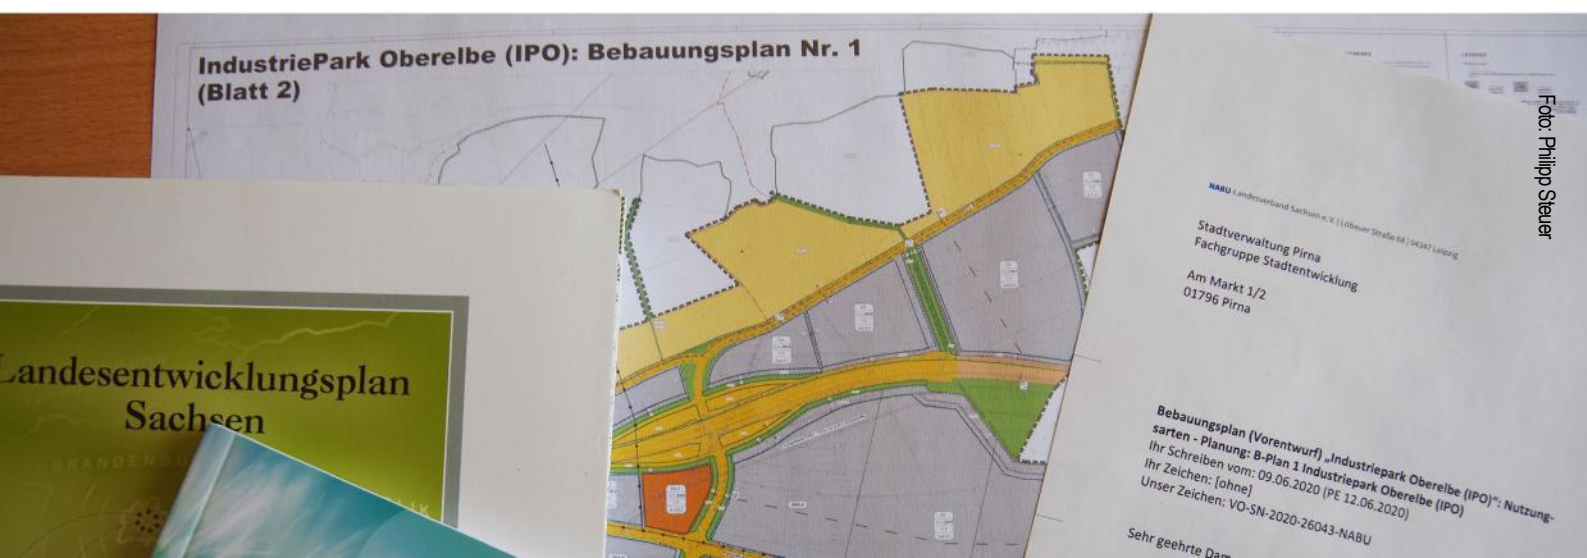 IndustriePark Oberelbe (IPO): Bebauungsplan Nr. 1
(Blatt 2)
Foto: Philipp Steuer
NABU-Landesverband Sachsen e. V. | Löbauer Straße 68 | 04347 Leipzig
Stadtverwaltung Pirna
Fachgruppe Stadtentwicklung
Am Markt 1/2
01796 Pirna
Landesentwicklungsplan
Sachsen
Bebauungsplan (Vorentwurf) „Industriepark Oberelbe (IPO)“: Nutzung-
sarten - Planung: B-Plan 1 Industriepark Oberelbe (IPO)
Ihr Schreiben vom: 09.06.2020 (PE 12.06.2020)
Ihr Zeichen: [ohne]
Unser Zeichen: VO-SN-2020-26043-NABU
Sehr geehrte